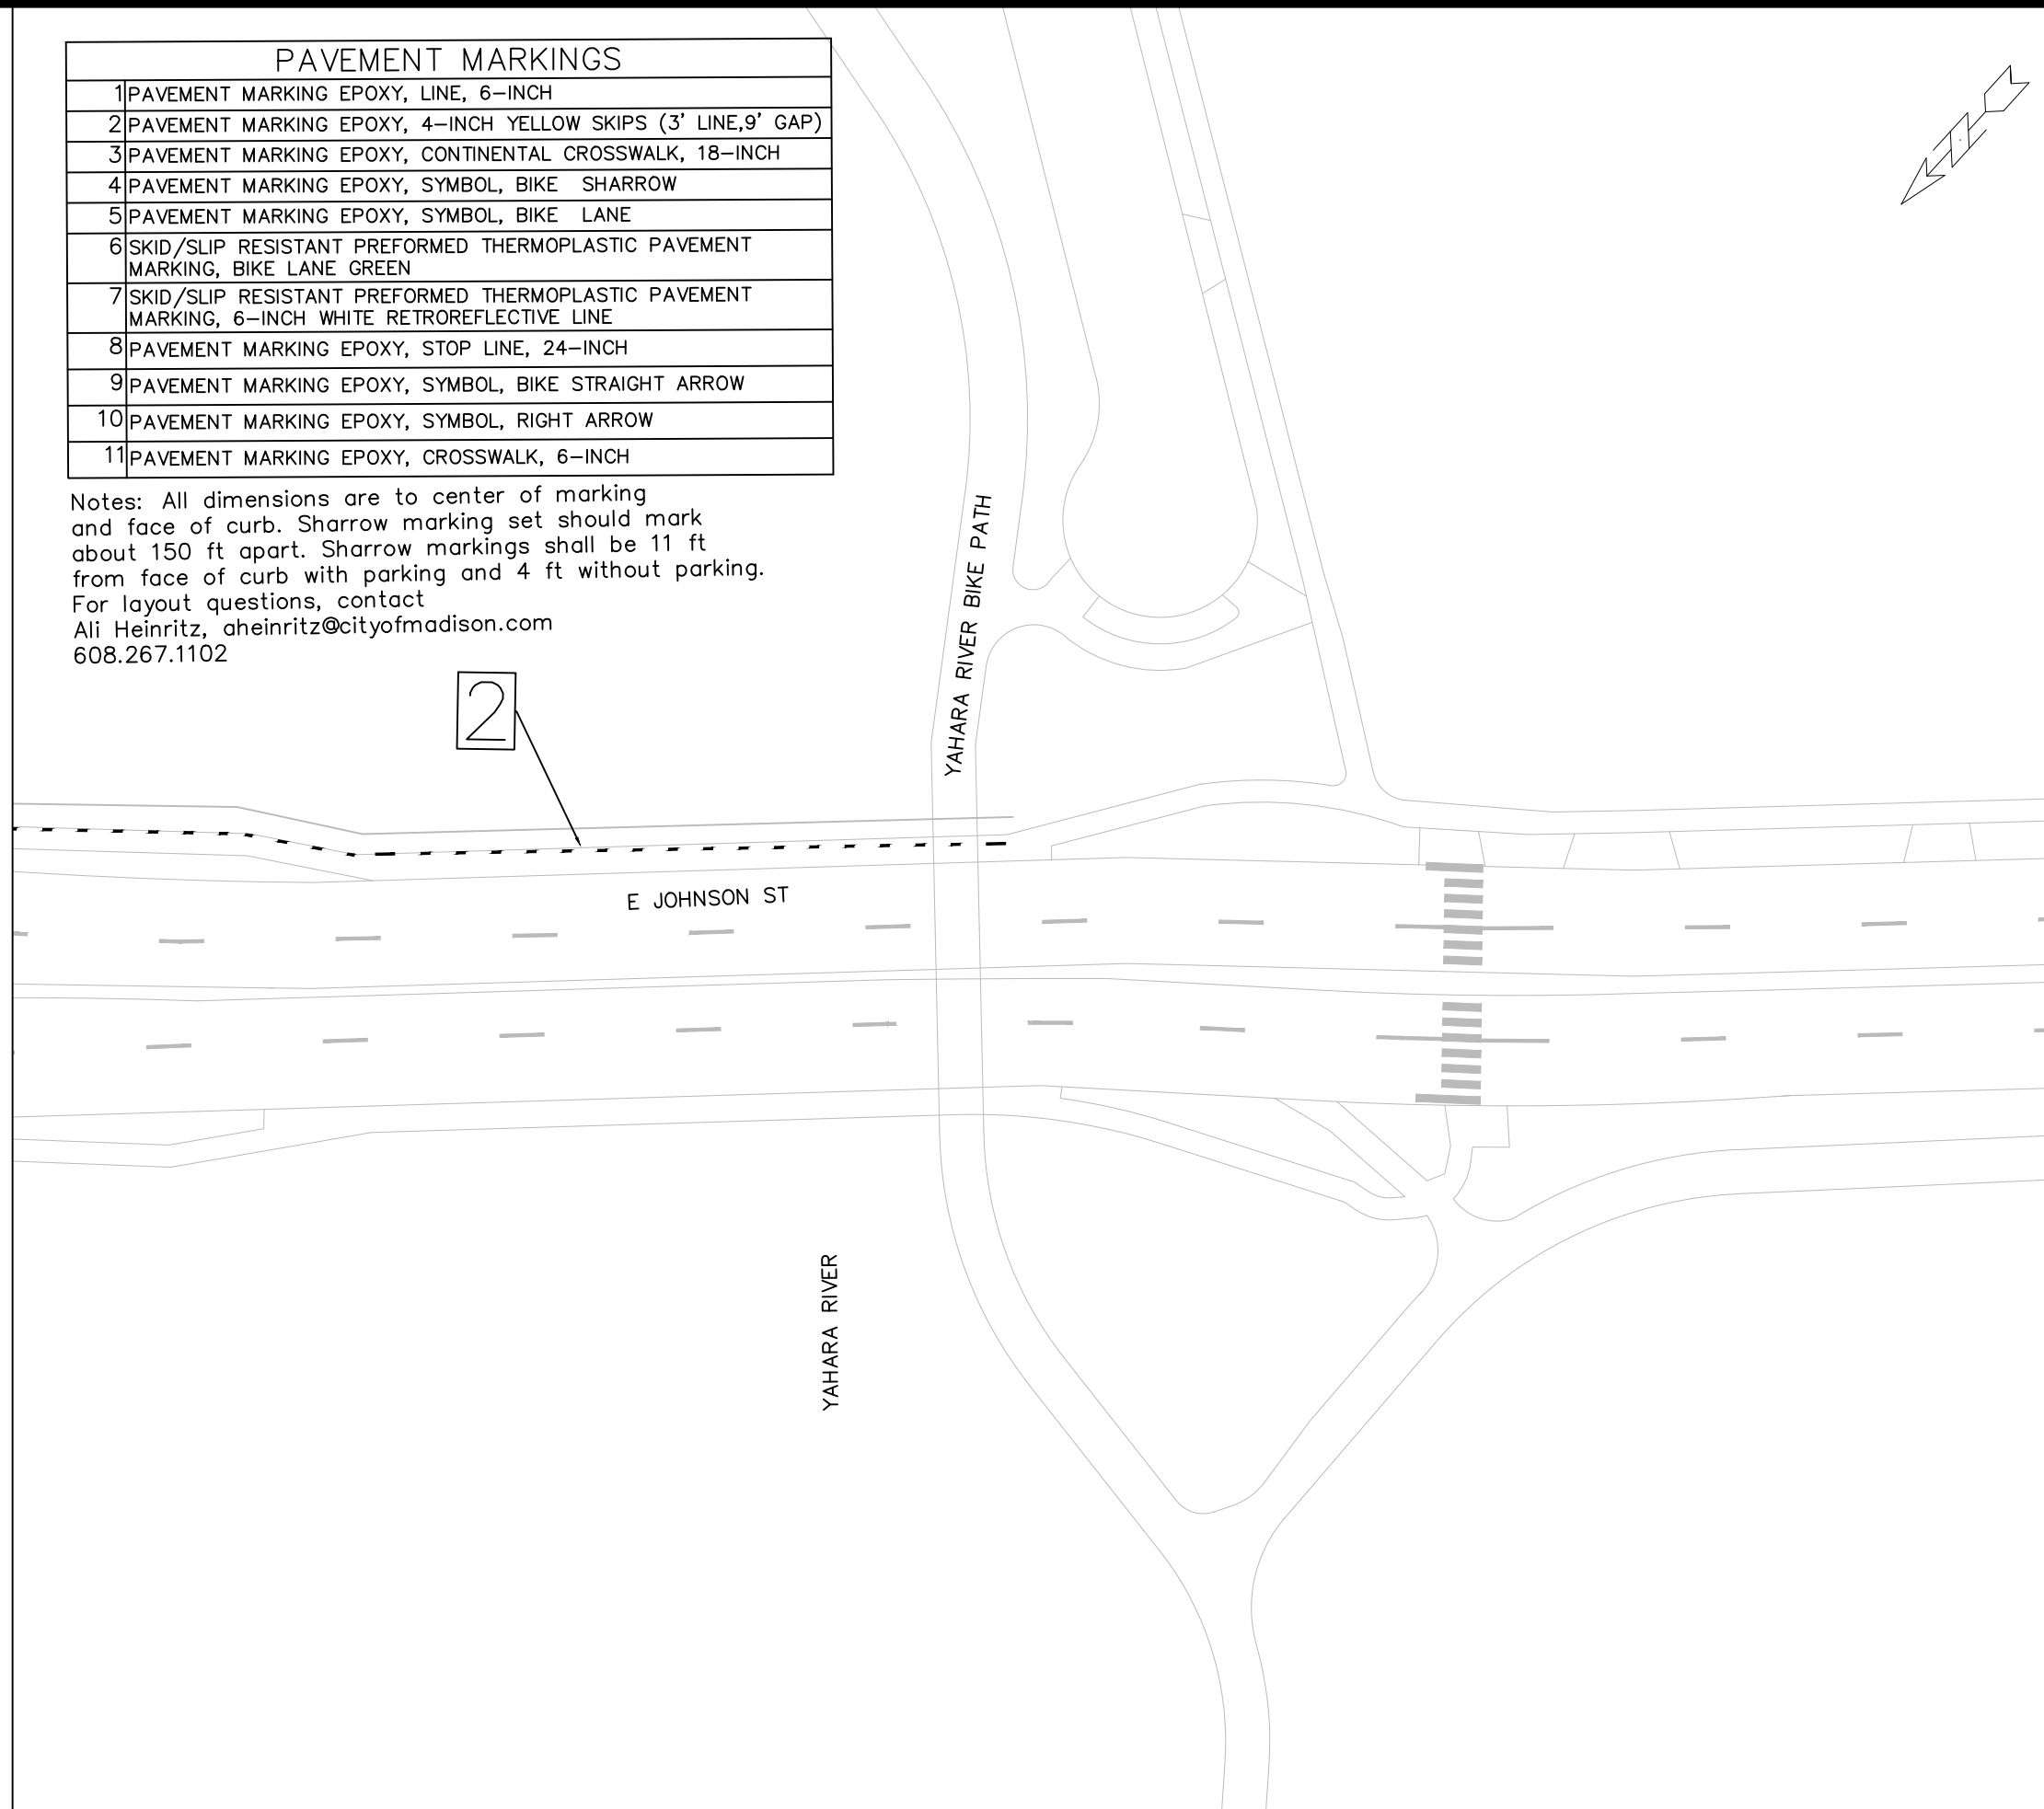 PAVEMENT MARKINGS
1 PAVEMENT MARKING EPOXY, LINE, 6-INCH
2 PAVEMENT MARKING EPOXY, 4-INCH YELLOW SKIPS (3' LINE,9' GAP)
3 PAVEMENT MARKING EPOXY, CONTINENTAL CROSSWALK, 18-INCH
4 PAVEMENT MARKING EPOXY, SYMBOL, BIKE SHARROW
5 PAVEMENT MARKING EPOXY, SYMBOL, BIKE LANE
6 SKID/SLIP RESISTANT PREFORMED THERMOPLASTIC PAVEMENT
MARKING, BIKE LANE GREEN
7 SKID/SLIP RESISTANT PREFORMED THERMOPLASTIC PAVEMENT
MARKING, 6-INCH WHITE RETROREFLECTIVE LINE
8 PAVEMENT MARKING EPOXY, STOP LINE, 24-INCH
9 PAVEMENT MARKING EPOXY, SYMBOL, BIKE STRAIGHT ARROW
10 PAVEMENT MARKING EPOXY, SYMBOL, RIGHT ARROW
11 PAVEMENT MARKING EPOXY, CROSSWALK, 6-INCH
Notes: All dimensions are to center of marking
and face of curb. Sharrow marking set should mark
about 150 ft apart. Sharrow markings shall be 11 ft
from face of curb with parking and 4 ft without parking.
For layout questions, contact
Ali Heinritz, aheinritz@cityofmadison.com
608.267.1102
2
YAHARA RIVER BIKE PATH
E JOHNSON ST
YAHARA RIVER